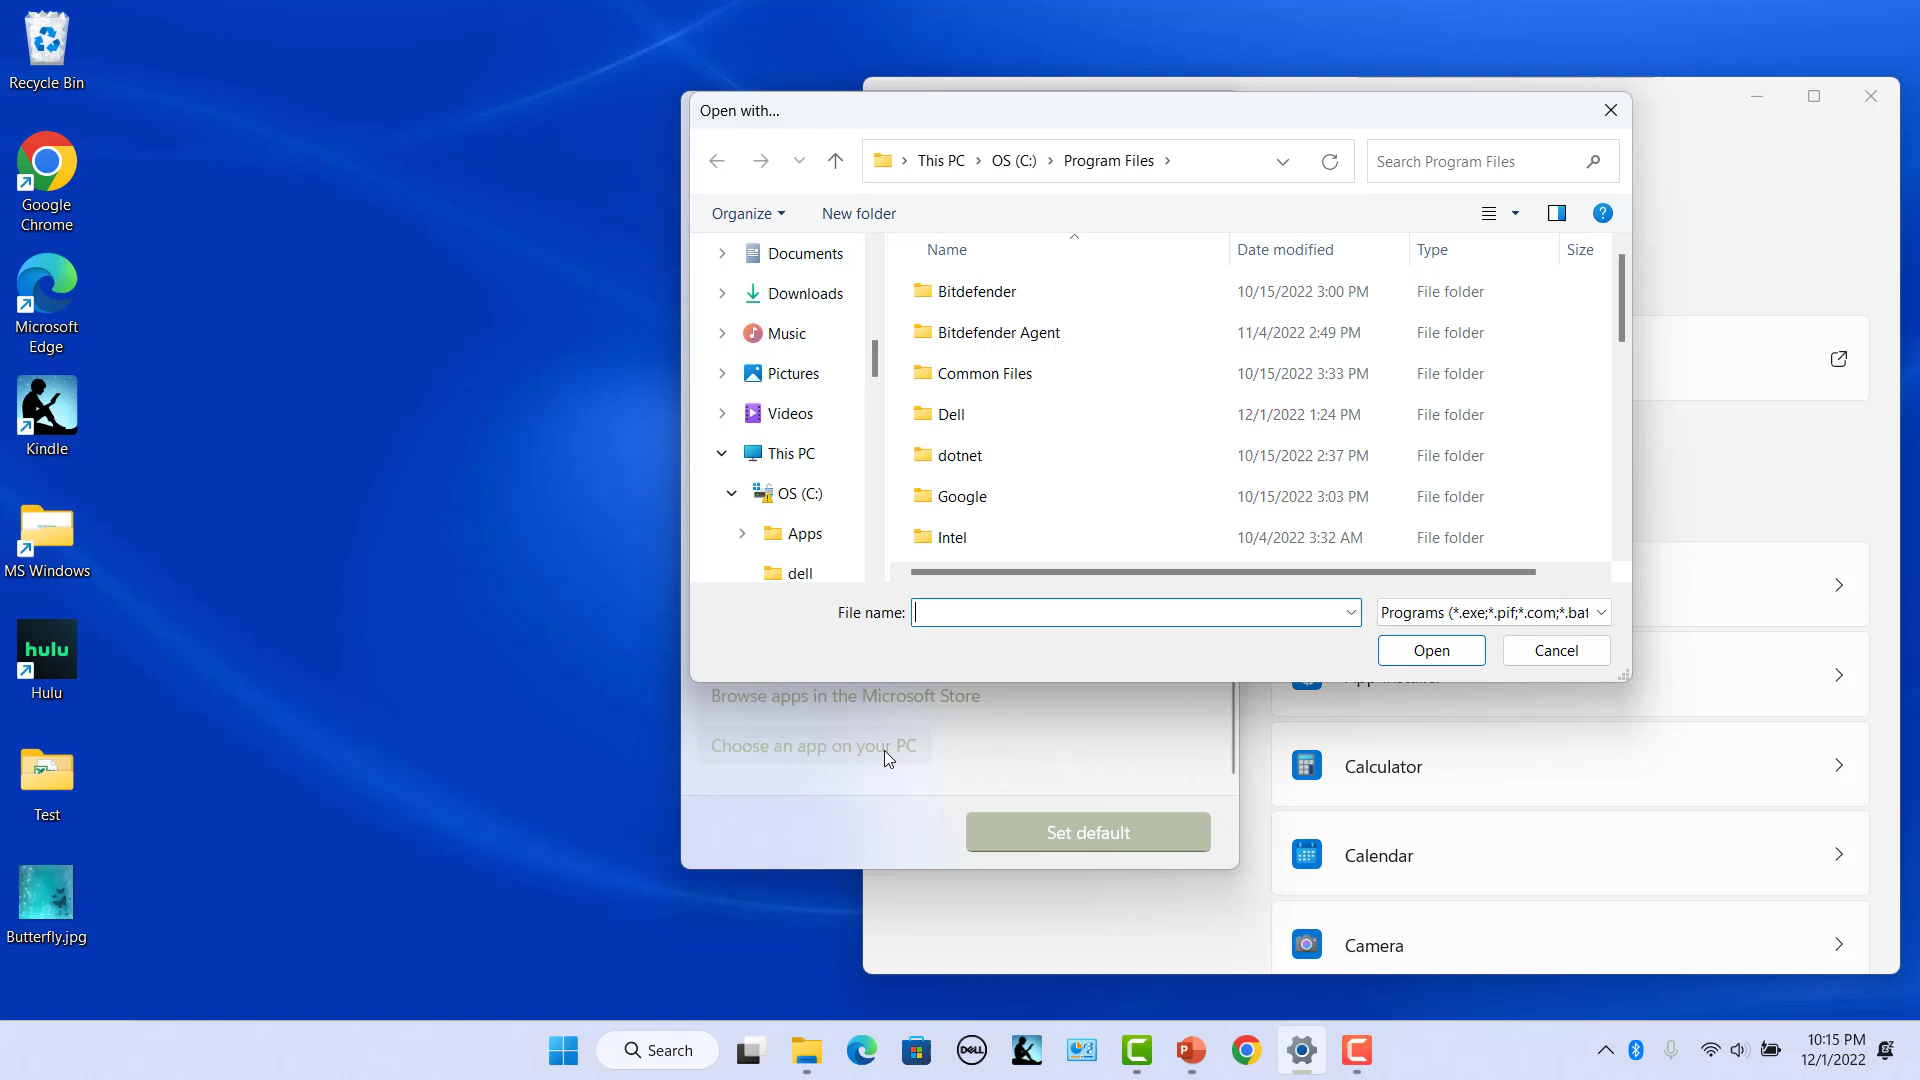 Recycle Bin
Google
Chrome
Microsoft
Edge
Kindle
MS Windows
hulu
Hulu
Test
Butterfly.jpg
Open with...
This PC
OS (C:)
Program Files
Search Program Files
Organize
New folder
?
Documents
Downloads
Music
Pictures
Videos
This PC
OS (C:)
Apps
dell
Name Date modified Type Size
Bitdefender 10/15/2022 3:00 PM File folder
Bitdefender Agent 11/4/2022 2:49 PM File folder
Common Files 10/15/2022 3:33 PM File folder
Dell 12/1/2022 1:24 PM File folder
dotnet 10/15/2022 2:37 PM File folder
Google 10/15/2022 3:03 PM File folder
Intel 10/4/2022 3:32 AM File folder
File name:
Programs (*.exe;*.pif;*.com;*.bat
Open
Cancel
Browse apps in the Microsoft Store
Choose an app on your PC
Set default
Calculator
Calendar
Camera
Search
DELL
10:15 PM
12/1/2022